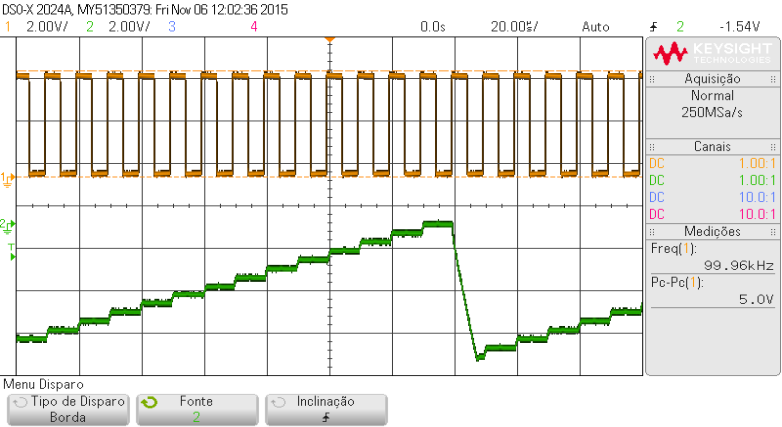 DSO-X 2024A, MY51350379: Fri Nov 06 12:02:36 2015
1 2.00V/ 2 2.00V/ 3 4 0.0s 20.00us/ Auto 2 -1.54V
KEYSIGHT
TECHNOLOGIES
Aquisição
Normal
250MSa/s
Canais
DC 1.00:1
DC 1.00:1
DC 10.0:1
DC 10.0:1
Medições
Freq(1):
99.96kHz
Pc-Pc(1):
5.0V
1
2
T
Menu Disparo
Tipo de Disparo
Borda
Fonte
2
Inclinação